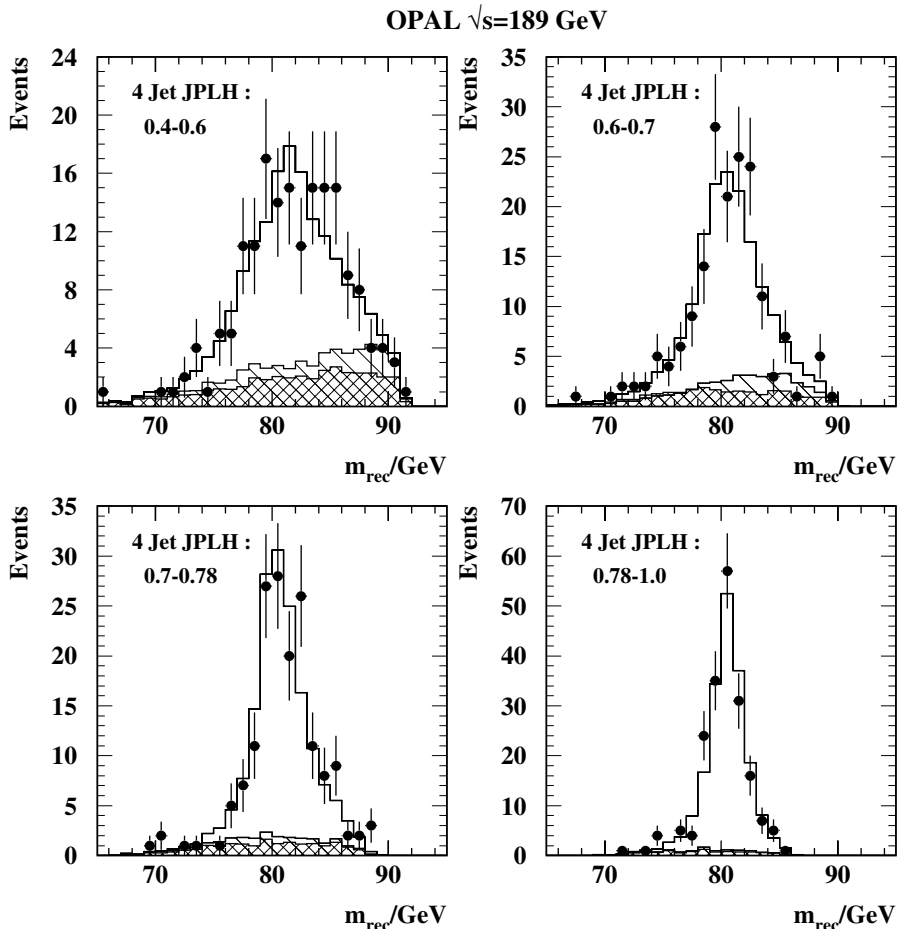 OPAL √s=189 GeV
Events
4 Jet JPLH :
0.4-0.6
24
20
16
12
8
4
0
70 80 90
m_rec/GeV
Events
4 Jet JPLH :
0.6-0.7
35
30
25
20
15
10
5
0
70 80 90
m_rec/GeV
Events
4 Jet JPLH :
0.7-0.78
35
30
25
20
15
10
5
0
70 80 90
m_rec/GeV
Events
4 Jet JPLH :
0.78-1.0
70
60
50
40
30
20
10
0
70 80 90
m_rec/GeV